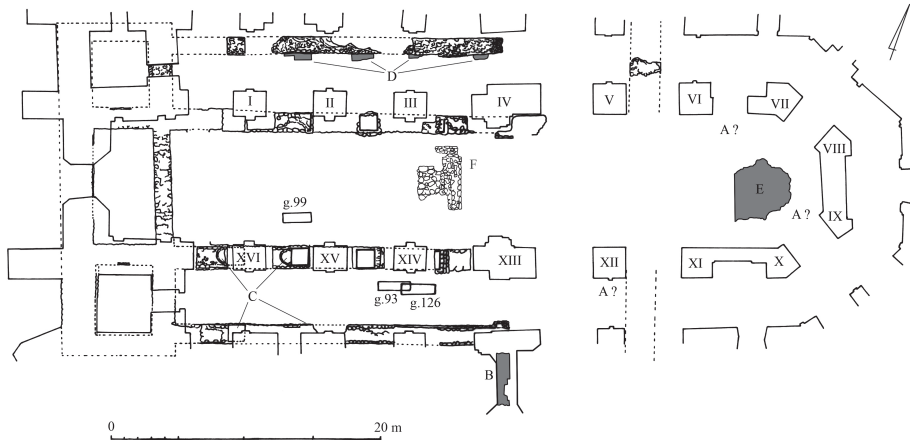 D
I II III IV V VI VII
A ?
VIII
F
E
g.99
A ?
IX
XVI XV XIV XIII XII XI X
C
g.93
g.126
A ?
B
0 20 m